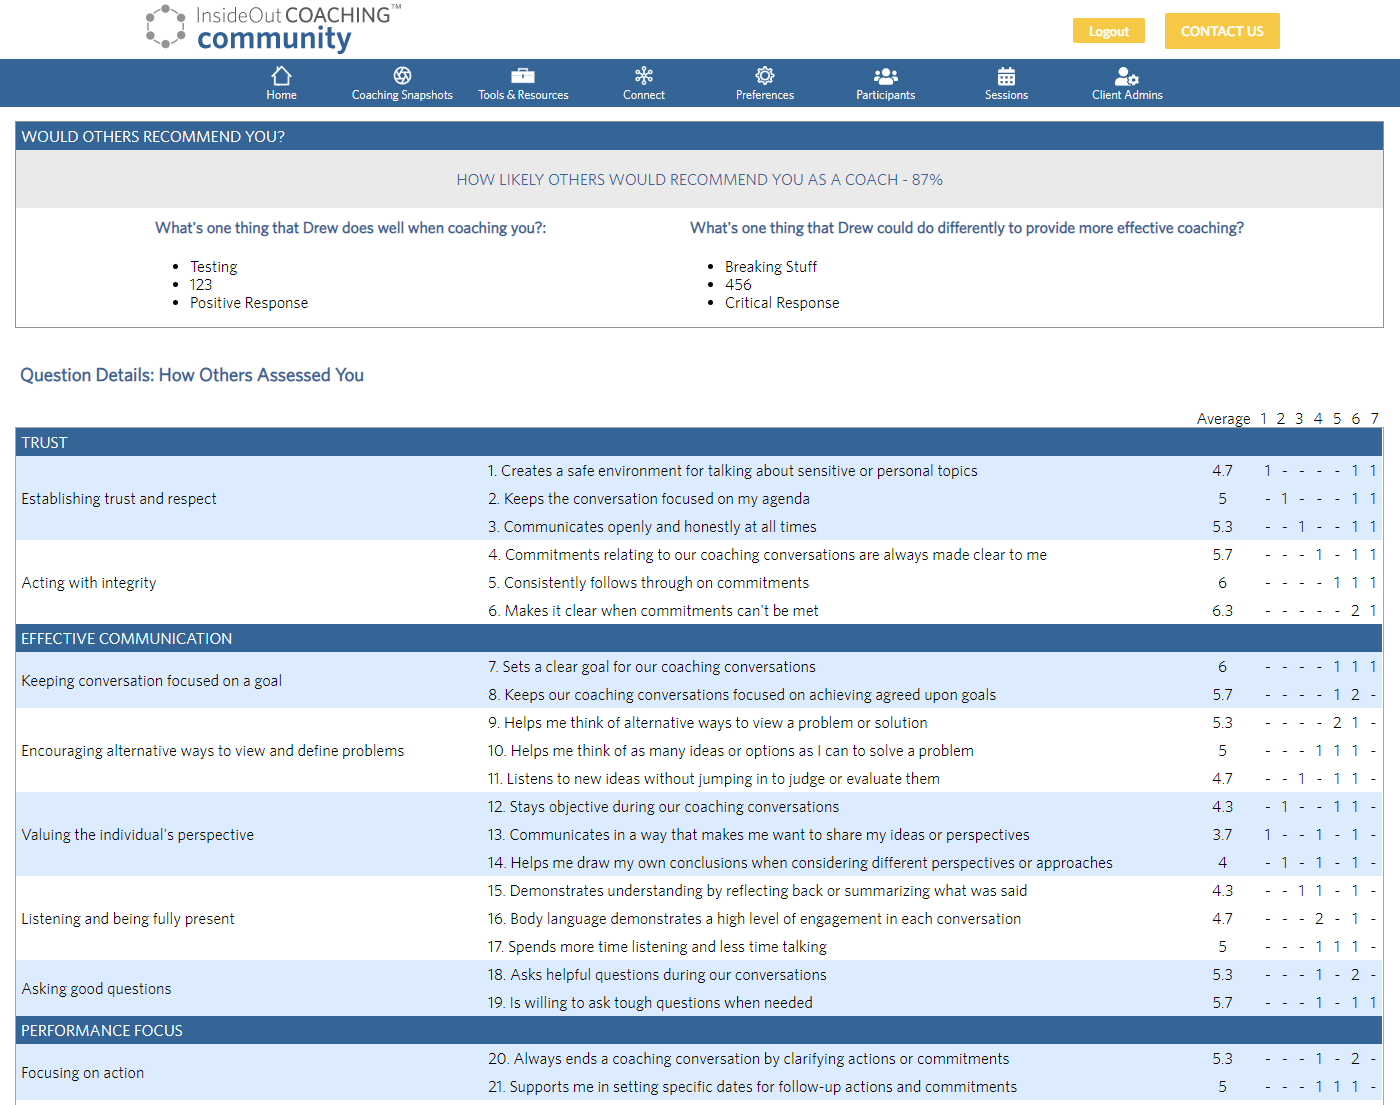 InsideOut COACHING™
community
Logout
CONTACT US
Home
Coaching Snapshots
Tools & Resources
Connect
Preferences
Participants
Sessions
Client Admins
WOULD OTHERS RECOMMEND YOU?
HOW LIKELY OTHERS WOULD RECOMMEND YOU AS A COACH - 87%
What's one thing that Drew does well when coaching you?:
• Testing
• 123
• Positive Response
What's one thing that Drew could do differently to provide more effective coaching?
• Breaking Stuff
• 456
• Critical Response
Question Details: How Others Assessed You
Average 1 2 3 4 5 6 7
TRUST
Establishing trust and respect
1. Creates a safe environment for talking about sensitive or personal topics 4.7 1 - - - - 1 1
2. Keeps the conversation focused on my agenda 5 - 1 - - - 1 1
3. Communicates openly and honestly at all times 5.3 - - 1 - - 1 1
Acting with integrity
4. Commitments relating to our coaching conversations are always made clear to me 5.7 - - - 1 - 1 1
5. Consistently follows through on commitments 6 - - - - 1 1 1
6. Makes it clear when commitments can't be met 6.3 - - - - - 2 1
EFFECTIVE COMMUNICATION
Keeping conversation focused on a goal
7. Sets a clear goal for our coaching conversations 6 - - - - 1 1 1
8. Keeps our coaching conversations focused on achieving agreed upon goals 5.7 - - - - 1 2 -
Encouraging alternative ways to view and define problems
9. Helps me think of alternative ways to view a problem or solution 5.3 - - - - 2 1 -
10. Helps me think of as many ideas or options as I can to solve a problem 5 - - - 1 1 1 -
11. Listens to new ideas without jumping in to judge or evaluate them 4.7 - - 1 - 1 1 -
Valuing the individual's perspective
12. Stays objective during our coaching conversations 4.3 - 1 - - 1 1 -
13. Communicates in a way that makes me want to share my ideas or perspectives 3.7 1 - - 1 - 1 -
14. Helps me draw my own conclusions when considering different perspectives or approaches 4 - 1 - 1 - 1 -
Listening and being fully present
15. Demonstrates understanding by reflecting back or summarizing what was said 4.3 - - 1 1 - 1 -
16. Body language demonstrates a high level of engagement in each conversation 4.7 - - - 2 - 1 -
17. Spends more time listening and less time talking 5 - - - 1 1 1 -
Asking good questions
18. Asks helpful questions during our conversations 5.3 - - - 1 - 2 -
19. Is willing to ask tough questions when needed 5.7 - - - 1 - 1 1
PERFORMANCE FOCUS
Focusing on action
20. Always ends a coaching conversation by clarifying actions or commitments 5.3 - - - 1 - 2 -
21. Supports me in setting specific dates for follow-up actions and commitments 5 - - - 1 1 1 -